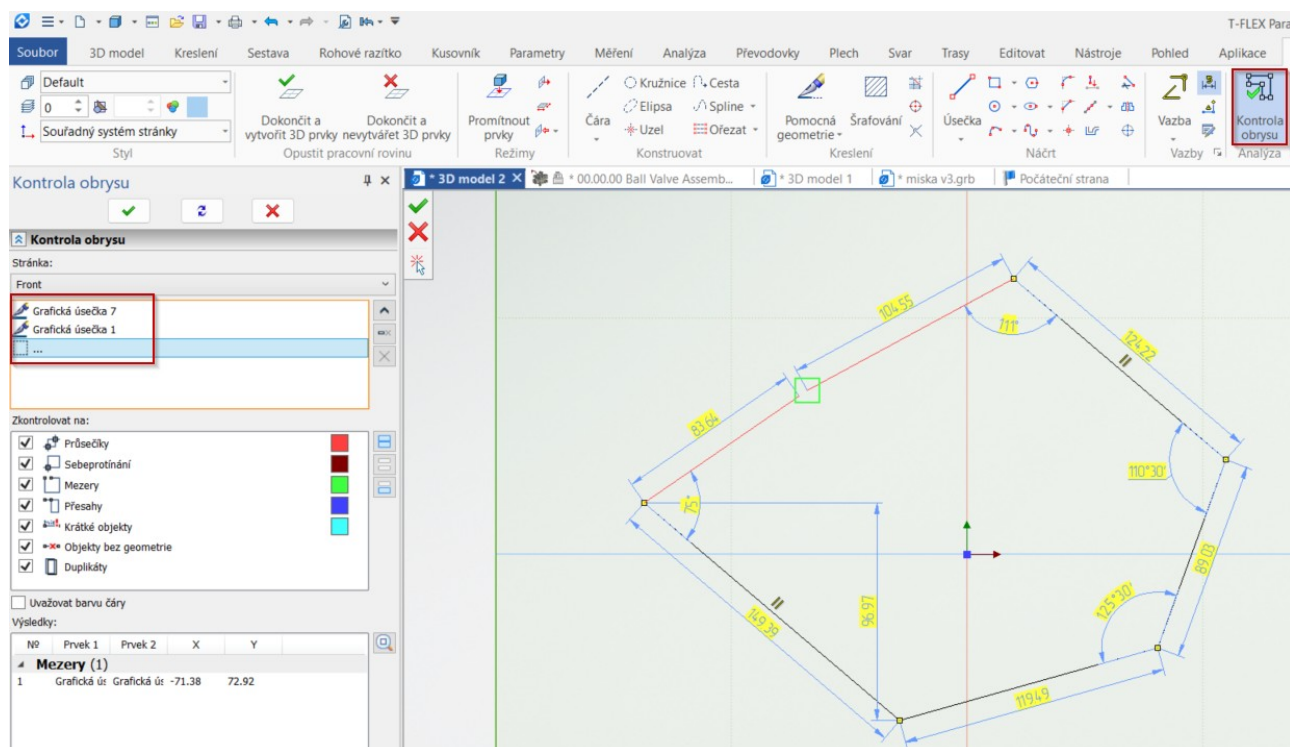 T-FLEX Para
Soubor 3D model Kreslení Sestava Rohové razítko Kusovník Parametry Měření Analýza Převodovky Plech Svar Trasy Editovat Nástroje Pohled Aplikace
Default
0
Souřadný systém stránky
Styl
Dokončit a vytvořit 3D prvky
Dokončit a nevytvářet 3D prvky
Opustit pracovní rovinu
Promítnout prvky
Režimy
Čára
Kružnice Cesta
Elipsa Spline
Uzel Ořezat
Konstruovat
Pomocná geometrie
Šrafování
Kreslení
Úsečka
Náčrt
Vazba
Vazby
Kontrola obrysu
Analýza
Kontrola obrysu
* 3D model 2 * 00.00.00 Ball Valve Assemb... * 3D model 1 * miska v3.grb Počáteční strana
Kontrola obrysu
Stránka:
Front
Grafická úsečka 7
Grafická úsečka 1
...
Zkontrolovat na:
Průsečíky
Sebeprotínání
Mezery
Přesahy
Krátké objekty
Objekty bez geometrie
Duplikáty
Uvažovat barvu čáry
Výsledky:
Nº Prvek 1 Prvek 2 X Y
Mezery (1)
1 Grafická ús Grafická ús -71.38 72.92
104.55
111°
124.22
83.64
75°
110°30'
89.03
125°30'
96.97
149.39
119.49